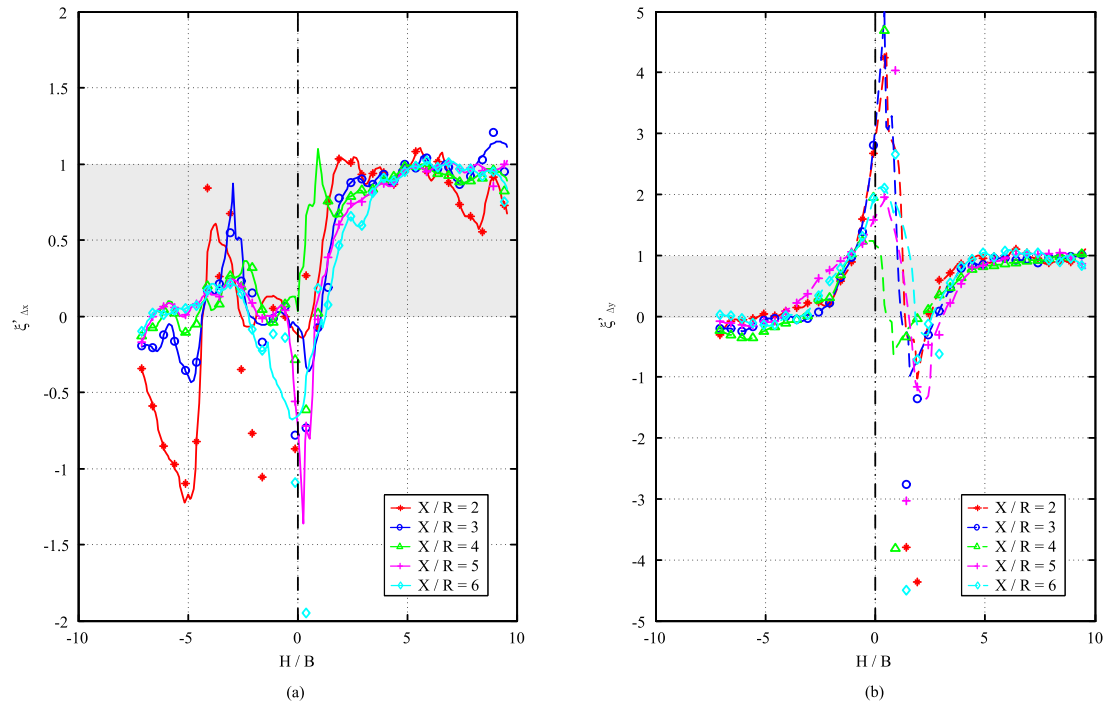 2
1.5
1
0.5
0
-0.5
-1
-1.5
-2
ξ'Δx
-10
-5
0
5
10
H / B
X / R = 2
X / R = 3
X / R = 4
X / R = 5
X / R = 6
(a)
5
4
3
2
1
0
-1
-2
-3
-4
-5
ξ'Δy
-10
-5
0
5
10
H / B
X / R = 2
X / R = 3
X / R = 4
X / R = 5
X / R = 6
(b)